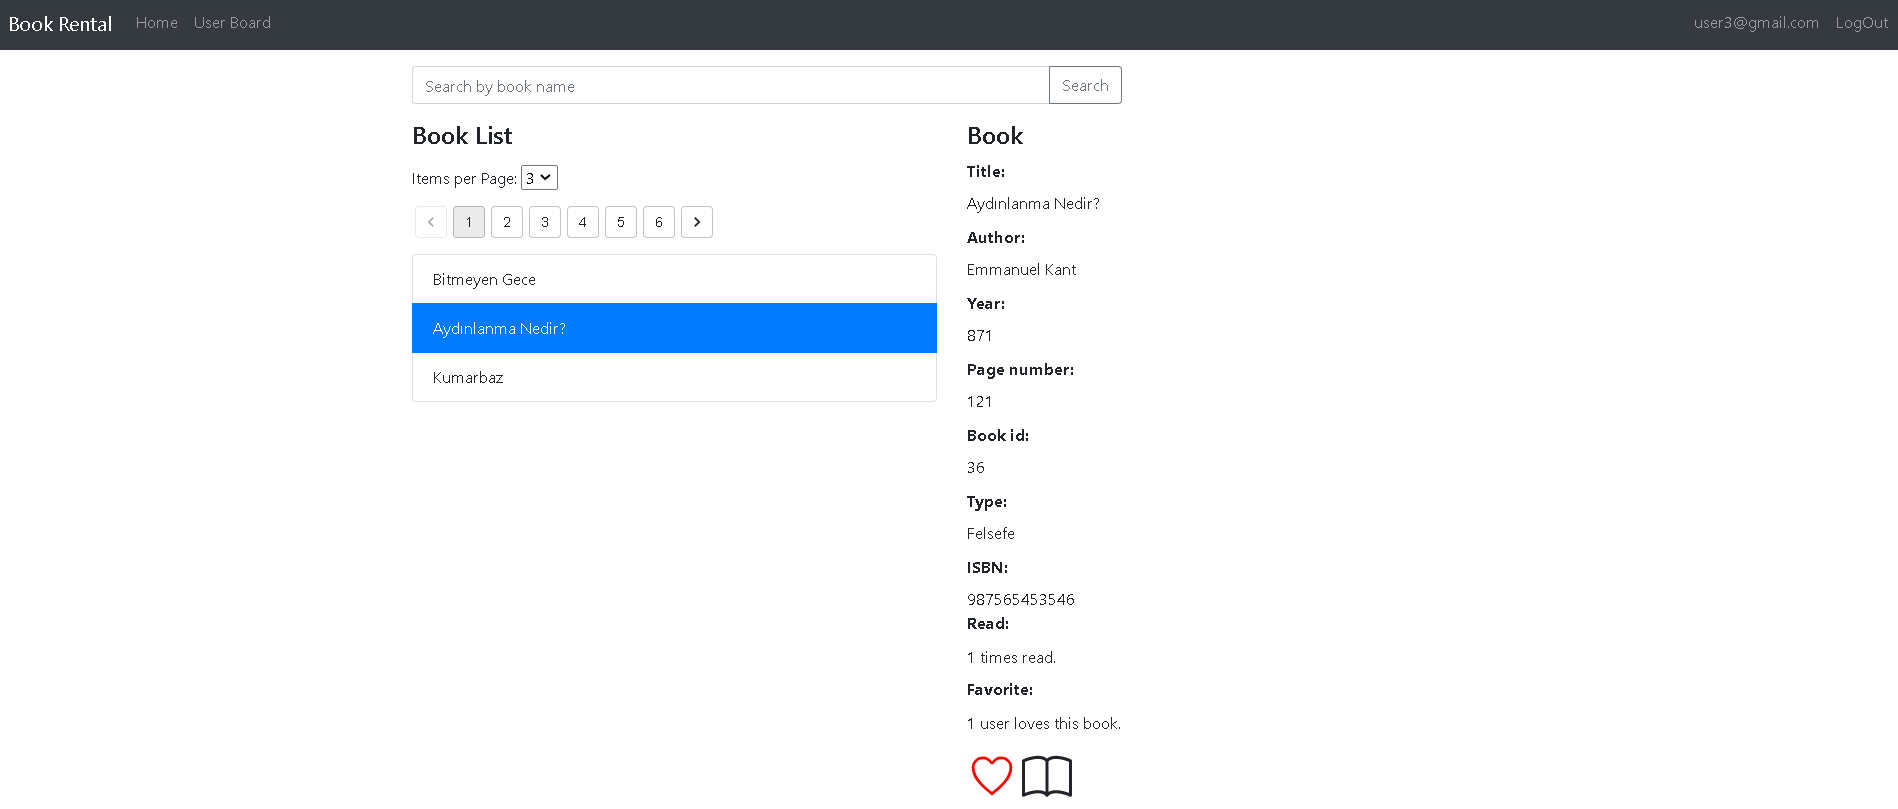 Book Rental Home User Board user3@gmail.com LogOut
Search by book name Search
Book List
Items per Page: 3
1 2 3 4 5 6
Bitmeyen Gece
Aydınlanma Nedir?
Kumarbaz
Book
Title:
Aydınlanma Nedir?
Author:
Emmanuel Kant
Year:
871
Page number:
121
Book id:
36
Type:
Felsefe
ISBN:
987565453546
Read:
1 times read.
Favorite:
1 user loves this book.